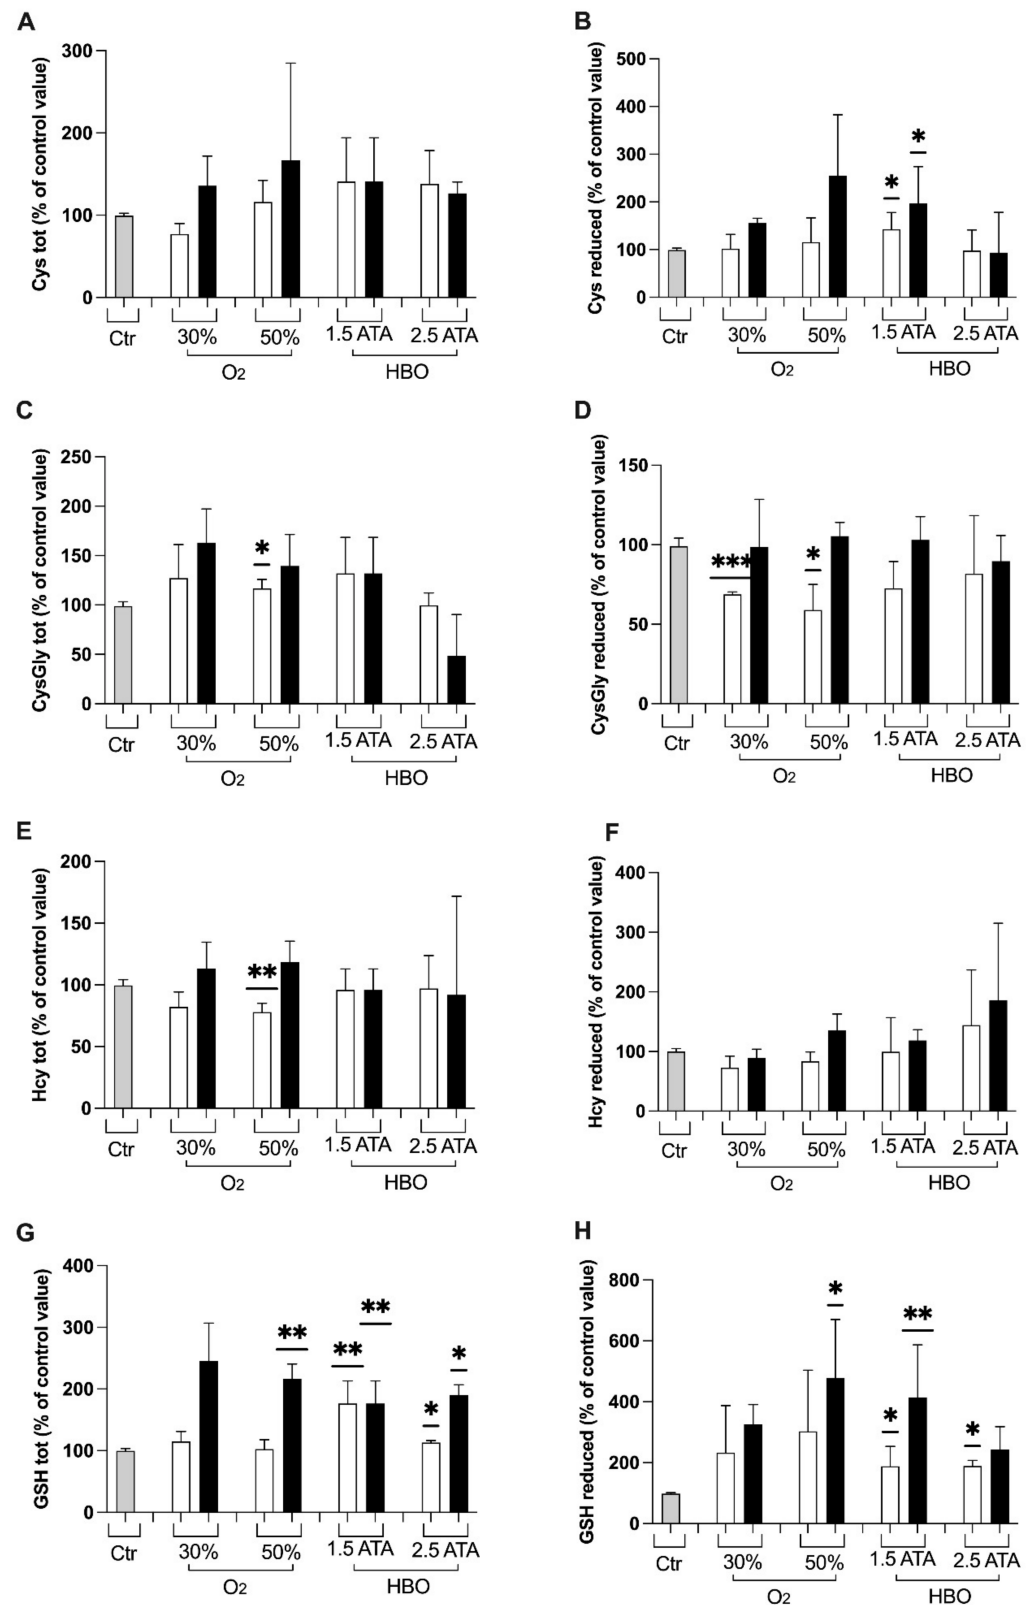 A
Cys tot (% of control value)
300
200
100
0
*
Ctr
30%
50%
1.5 ATA
2.5 ATA
O2
HBO
B
Cys reduced (% of control value)
500
400
300
200
100
0
*
*
Ctr
30%
50%
1.5 ATA
2.5 ATA
O2
HBO
C
CysGly tot (% of control value)
250
200
150
100
50
0
*
Ctr
30%
50%
1.5 ATA
2.5 ATA
O2
HBO
D
CysGly reduced (% of control value)
150
100
50
0
***
*
Ctr
30%
50%
1.5 ATA
2.5 ATA
O2
HBO
E
Hcy tot (% of control value)
200
150
100
50
0
**
Ctr
30%
50%
1.5 ATA
2.5 ATA
O2
HBO
F
Hcy reduced (% of control value)
400
300
200
100
0
Ctr
30%
50%
1.5 ATA
2.5 ATA
O2
HBO
G
GSH tot (% of control value)
400
300
200
100
0
**
**
**
*
*
Ctr
30%
50%
1.5 ATA
2.5 ATA
O2
HBO
H
GSH reduced (% of control value)
800
600
400
200
0
*
*
**
*
Ctr
30%
50%
1.5 ATA
2.5 ATA
O2
HBO